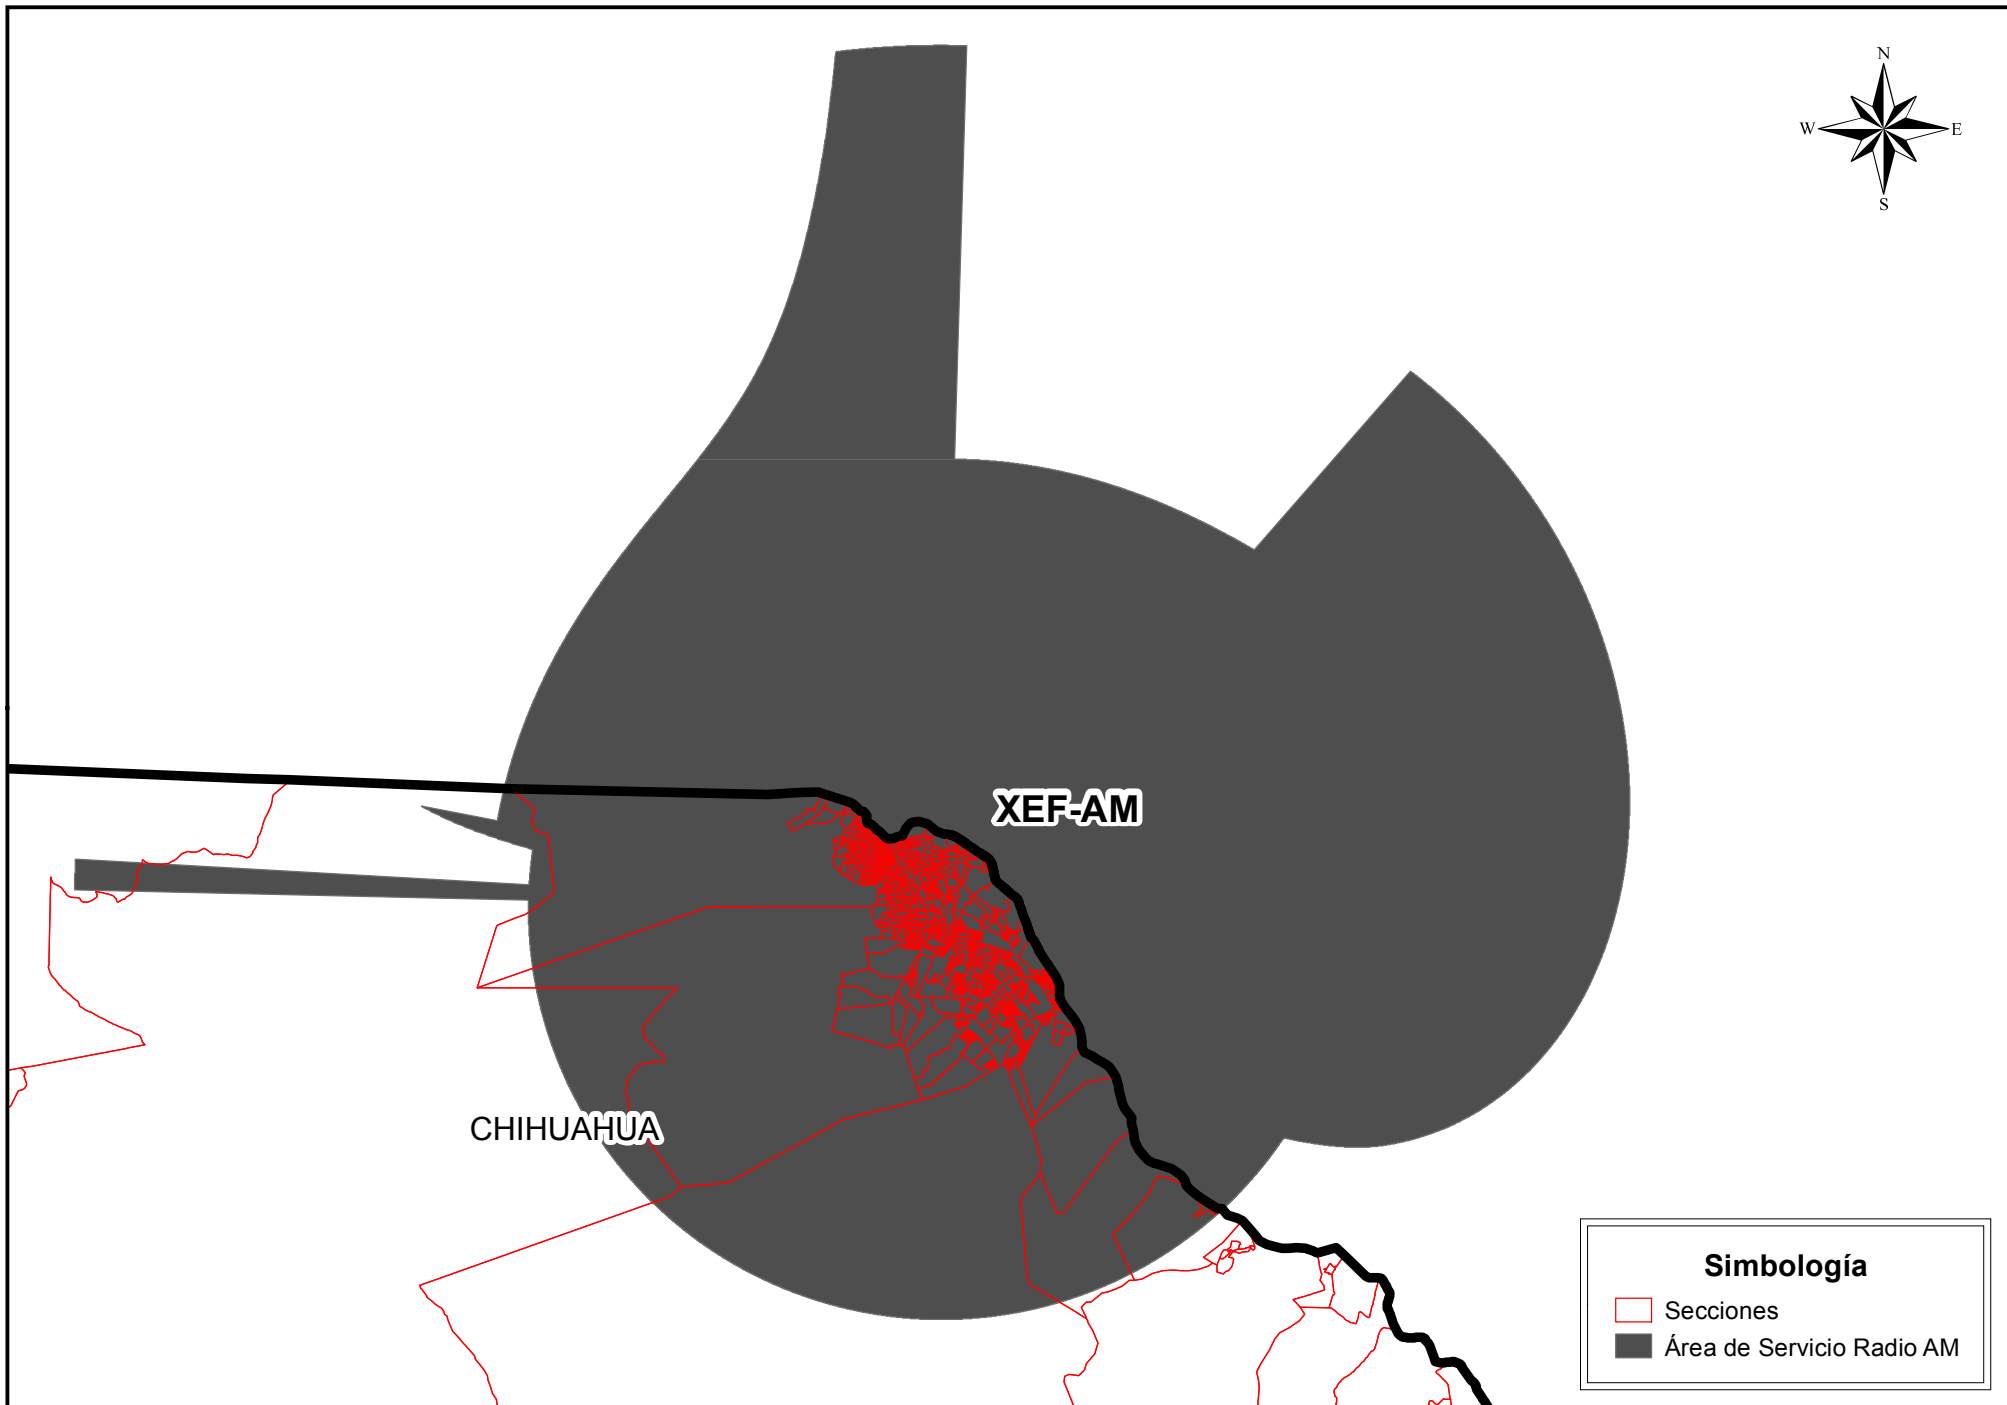 N
W
E
S
XEF-AM
CHIHUAHUA
Simbología
Secciones
Área de Servicio Radio AM